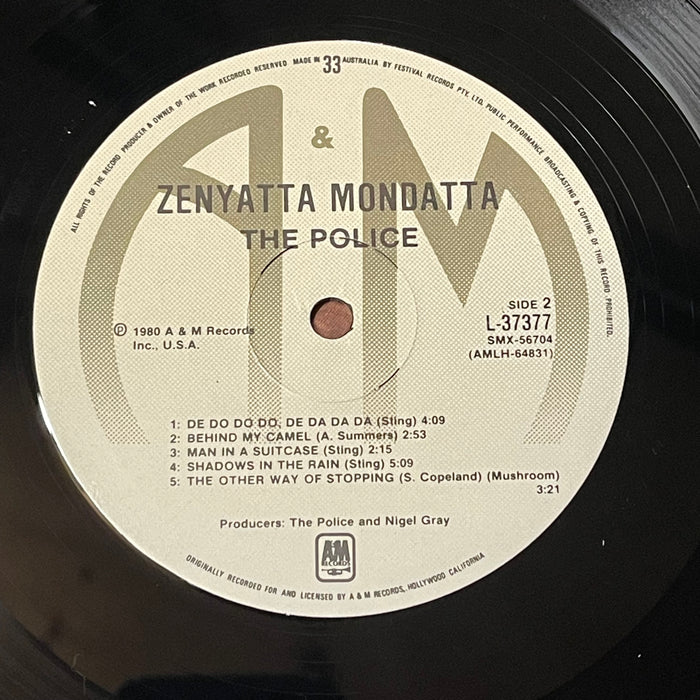 ALL RIGHTS OF THE RECORD PRODUCER & OWNER OF THE WORK RECORDED RESERVED MADE IN 33 AUSTRALIA BY FESTIVAL RECORDS PTY. LTD. PUBLIC PERFORMANCE BROADCASTING & COPYING OF THIS RECORD PROHIBITED.
A & M
ZENYATTA MONDATTA
THE POLICE
SIDE 2
L-37377
SMX-56704
(AMLH-64831)
℗ 1980 A & M Records
Inc., U.S.A.
1: DE DO DO DO, DE DA DA DA (Sting) 4:09
2: BEHIND MY CAMEL (A. Summers) 2:53
3: MAN IN A SUITCASE (Sting) 2:15
4: SHADOWS IN THE RAIN (Sting) 5:09
5: THE OTHER WAY OF STOPPING (S. Copeland) (Mushroom)
3:21
Producers: The Police and Nigel Gray
A&M
RECORDS
ORIGINALLY RECORDED FOR AND LICENSED BY A & M RECORDS, HOLLYWOOD CALIFORNIA